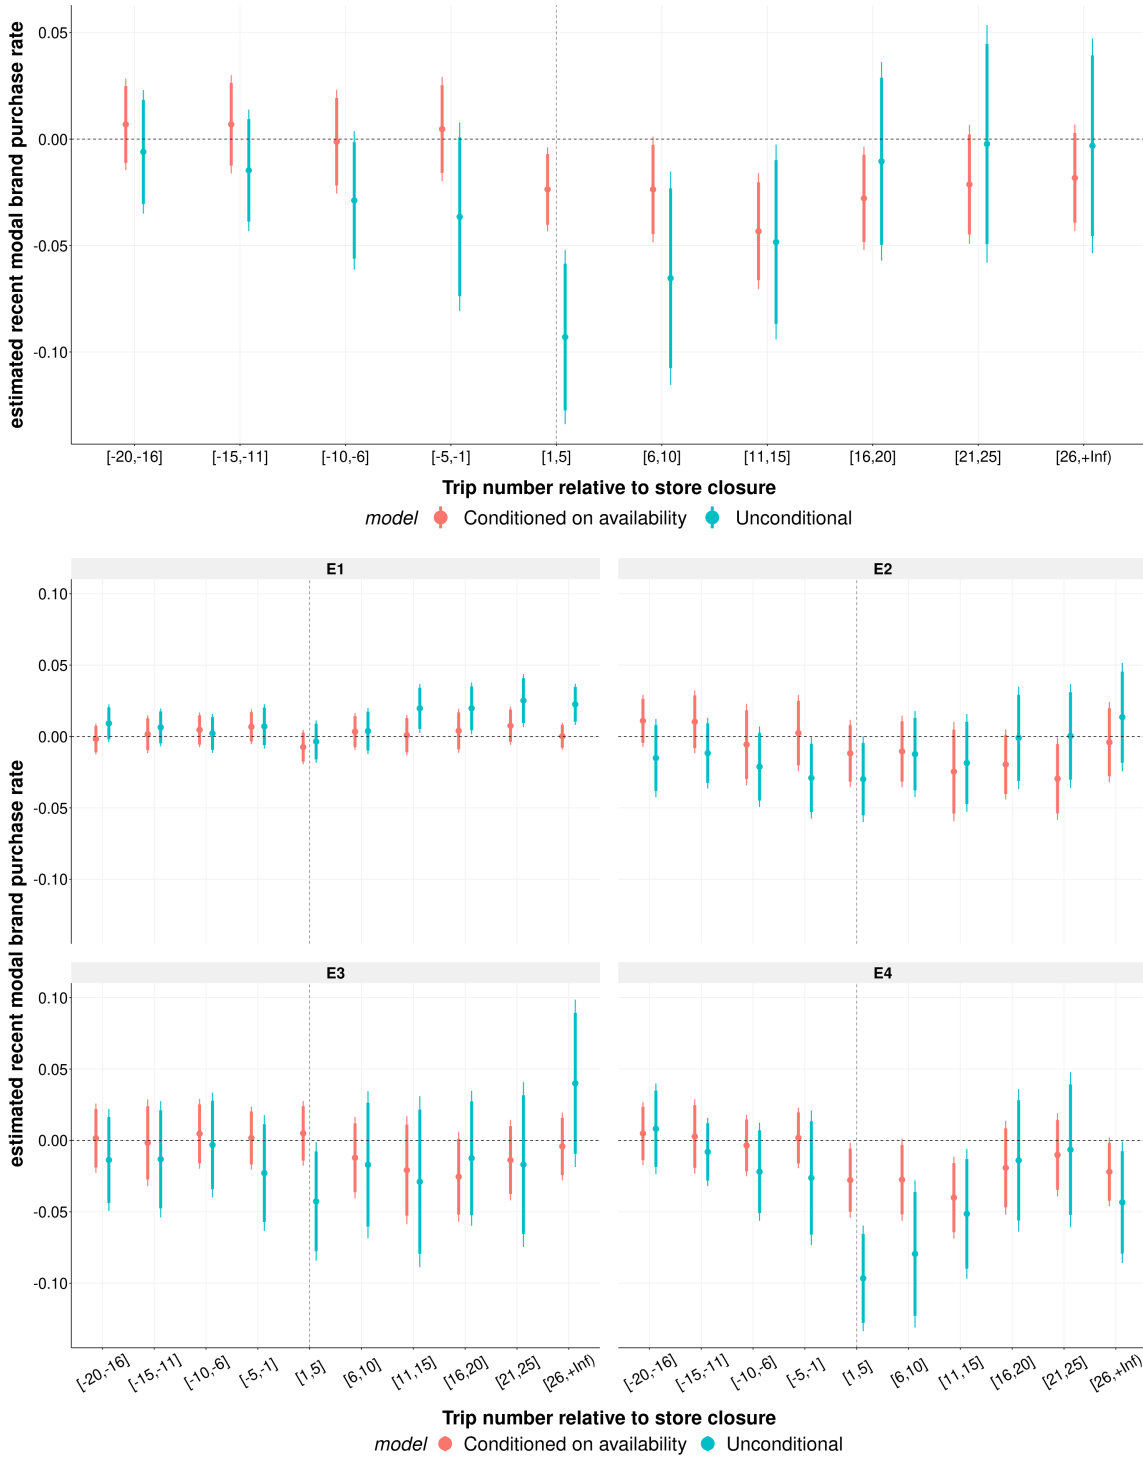 estimated recent modal brand purchase rate
0.05
0.00
-0.05
-0.10
[-20,-16] [-15,-11] [-10,-6] [-5,-1] [1,5] [6,10] [11,15] [16,20] [21,25] [26,+Inf)
Trip number relative to store closure
model Conditioned on availability Unconditional
estimated recent modal brand purchase rate
E1 E2
0.10
0.05
0.00
-0.05
-0.10
E3 E4
0.10
0.05
0.00
-0.05
-0.10
[-20,-16] [-15,-11] [-10,-6] [-5,-1] [1,5] [6,10] [11,15] [16,20] [21,25] [26,+Inf) [-20,-16] [-15,-11] [-10,-6] [-5,-1] [1,5] [6,10] [11,15] [16,20] [21,25] [26,+Inf)
Trip number relative to store closure
model Conditioned on availability Unconditional